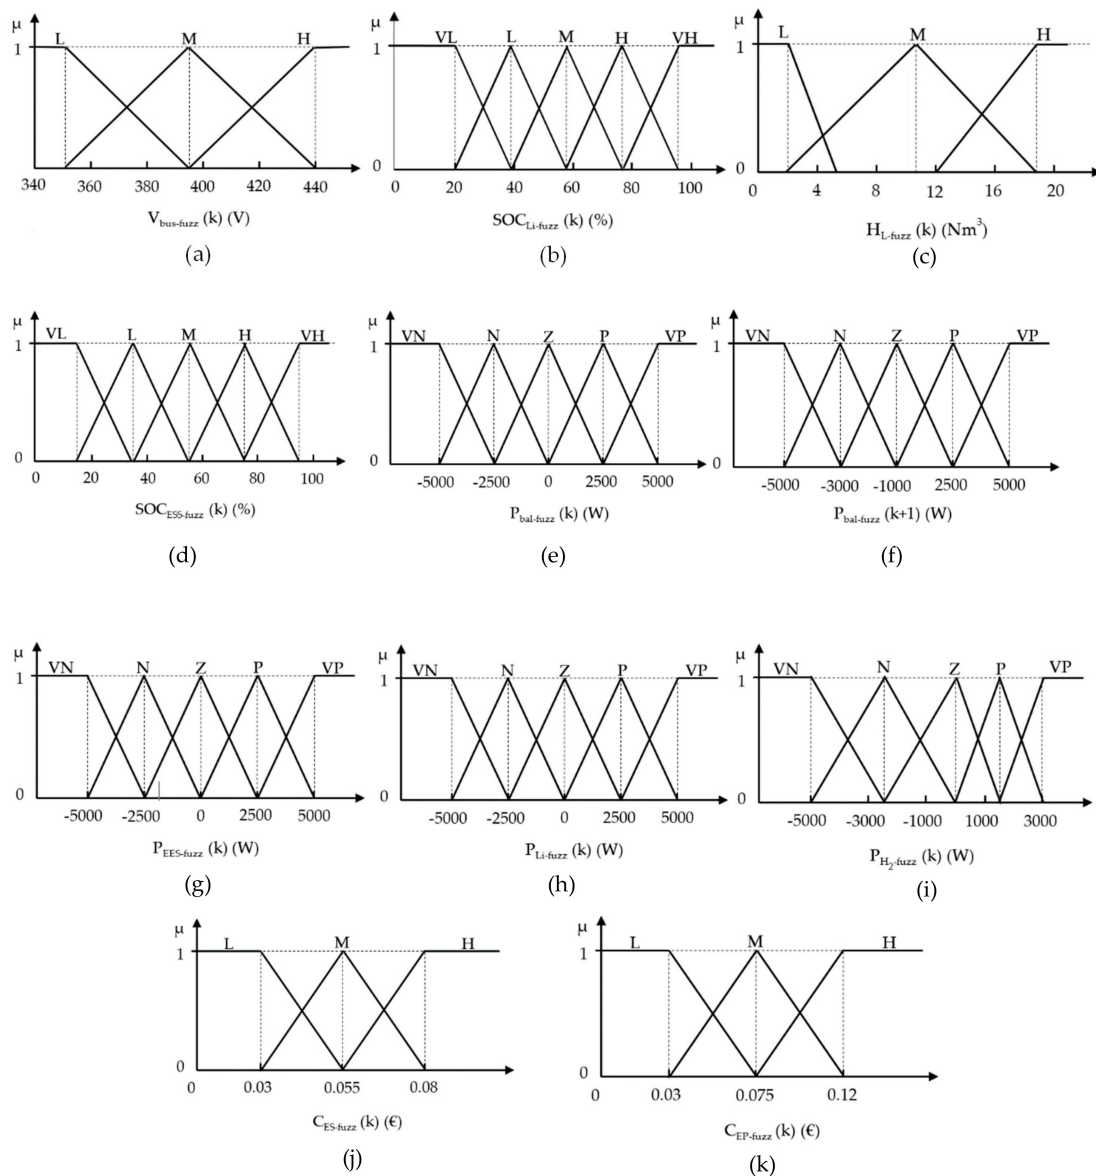 μ
1
L M H
0
340 360 380 400 420 440
V_bus-fuzz (k) (V)
(a)
μ
1
VL L M H VH
0
0 20 40 60 80 100
SOC_Li-fuzz (k) (%)
(b)
μ
1
L M H
0
0 4 8 12 16 20
H_L-fuzz (k) (Nm³)
(c)
μ
1
VL L M H VH
0
0 20 40 60 80 100
SOC_ESS-fuzz (k) (%)
(d)
μ
1
VN N Z P VP
0
-5000 -2500 0 2500 5000
P_bal-fuzz (k) (W)
(e)
μ
1
VN N Z P VP
0
-5000 -3000 -1000 2500 5000
P_bal-fuzz (k+1) (W)
(f)
μ
1
VN N Z P VP
0
-5000 -2500 0 2500 5000
P_EES-fuzz (k) (W)
(g)
μ
1
VN N Z P VP
0
-5000 -2500 0 2500 5000
P_Li-fuzz (k) (W)
(h)
μ
1
VN N Z P VP
0
-5000 -3000 -1000 1000 3000
P_H₂-fuzz (k) (W)
(i)
μ
1
L M H
0
0 0.03 0.055 0.08
C_ES-fuzz (k) (€)
(j)
μ
1
L M H
0
0 0.03 0.075 0.12
C_EP-fuzz (k) (€)
(k)